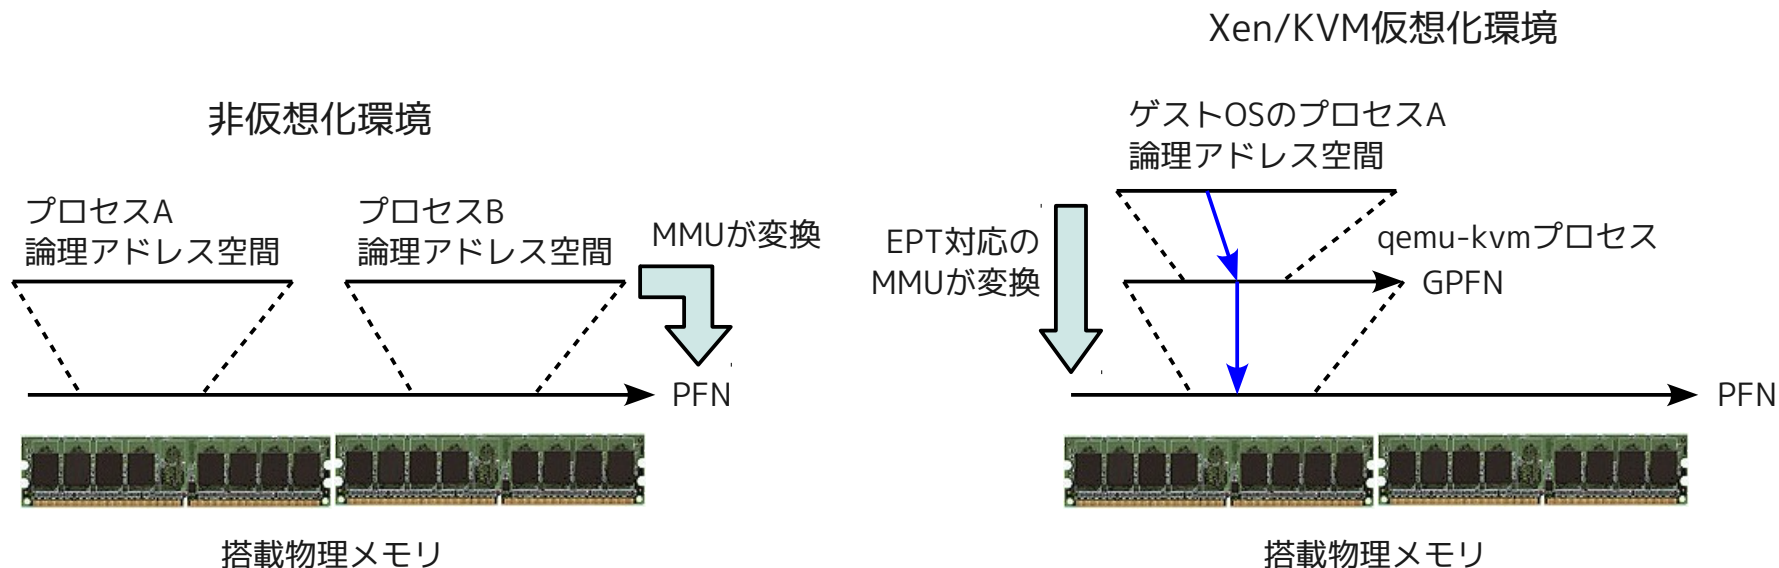 非仮想化環境
プロセスA
論理アドレス空間
プロセスB
論理アドレス空間
MMUが変換
PFN
搭載物理メモリ
Xen/KVM仮想化環境
ゲストOSのプロセスA
論理アドレス空間
EPT対応の
MMUが変換
qemu-kvmプロセス
GPFN
PFN
搭載物理メモリ